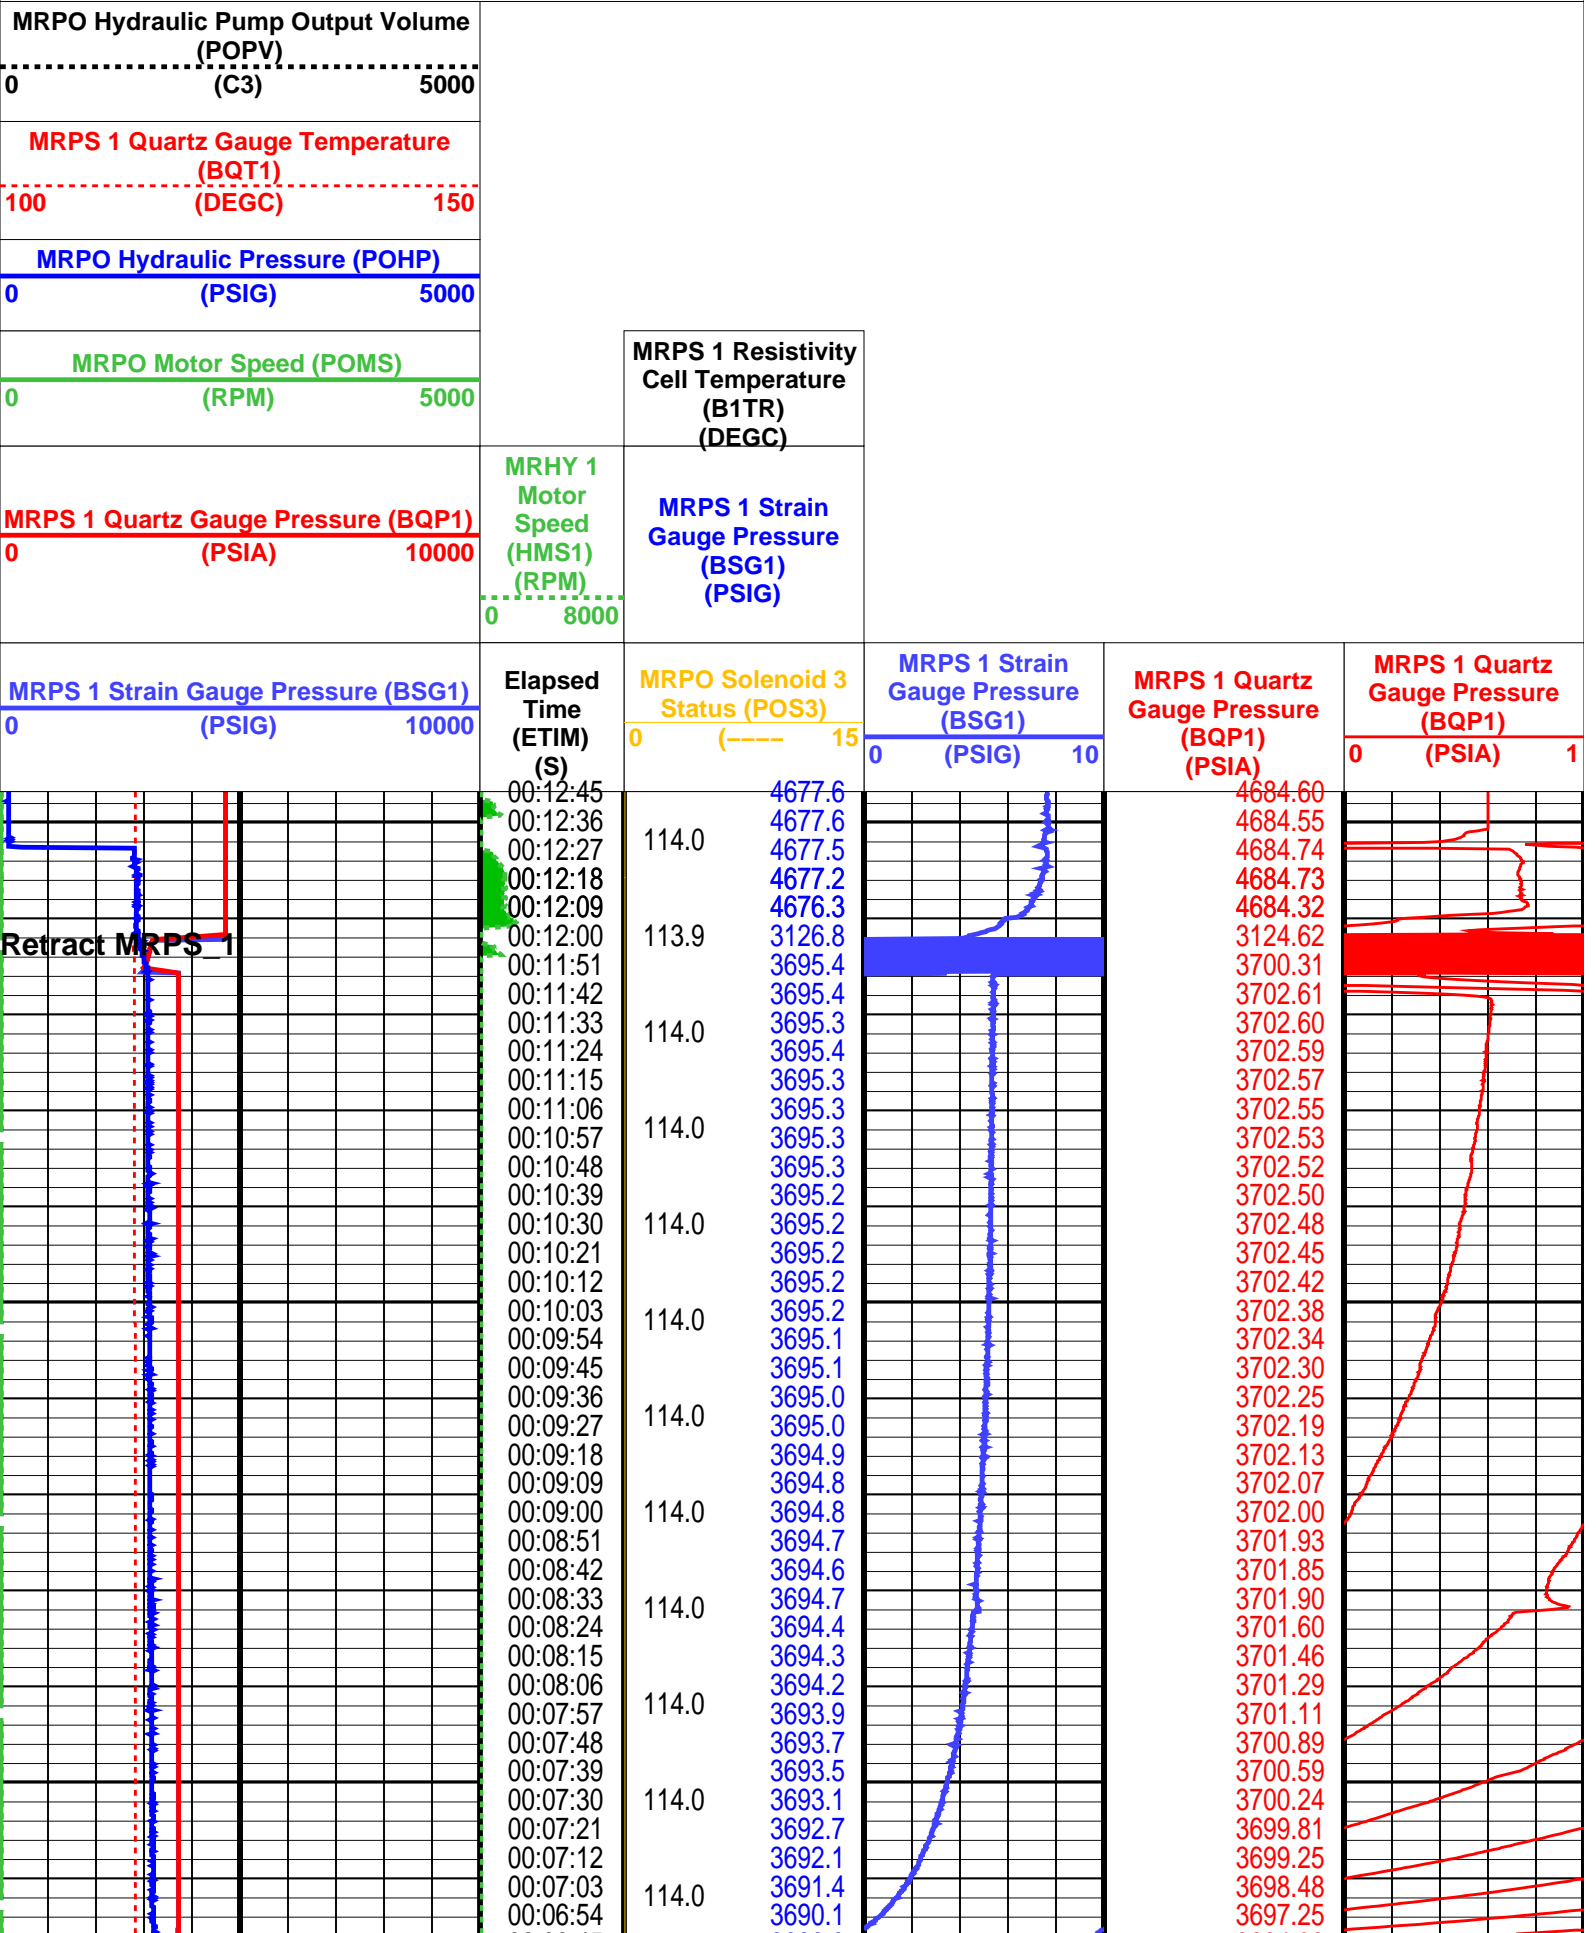 MRPO Hydraulic Pump Output Volume
(POPV)
0 (C3) 5000
MRPS 1 Quartz Gauge Temperature
(BQT1)
100 (DEGC) 150
MRPO Hydraulic Pressure (POHP)
0 (PSIG) 5000
MRPO Motor Speed (POMS)
0 (RPM) 5000
MRPS 1 Resistivity
Cell Temperature
(B1TR)
(DEGC)
MRPS 1 Quartz Gauge Pressure (BQP1)
0 (PSIA) 10000
MRHY 1
Motor
Speed
(HMS1)
(RPM)
0 8000
MRPS 1 Strain
Gauge Pressure
(BSG1)
(PSIG)
MRPS 1 Strain Gauge Pressure (BSG1)
0 (PSIG) 10000
Elapsed
Time
(ETIM)
(S)
MRPO Solenoid 3
Status (POS3)
0 (---- 15
MRPS 1 Strain
Gauge Pressure
(BSG1)
0 (PSIG) 10
MRPS 1 Quartz
Gauge Pressure
(BQP1)
(PSIA)
MRPS 1 Quartz
Gauge Pressure
(BQP1)
0 (PSIA) 1
00:12:45 4677.6 4684.60
00:12:36 4677.6 4684.55
114.0
00:12:27 4677.5 4684.74
00:12:18 4677.2 4684.73
00:12:09 4676.3 4684.32
00:12:00 113.9 3126.8 3124.62
Retract MRPS_1
00:11:51 3695.4 3700.31
00:11:42 3695.4 3702.61
00:11:33 114.0 3695.3 3702.60
00:11:24 3695.4 3702.59
00:11:15 3695.3 3702.57
00:11:06 3695.3 3702.55
114.0
00:10:57 3695.3 3702.53
00:10:48 3695.3 3702.52
00:10:39 3695.2 3702.50
00:10:30 114.0 3695.2 3702.48
00:10:21 3695.2 3702.45
00:10:12 3695.2 3702.42
00:10:03 114.0 3695.2 3702.38
00:09:54 3695.1 3702.34
00:09:45 3695.1 3702.30
00:09:36 3695.0 3702.25
114.0
00:09:27 3695.0 3702.19
00:09:18 3694.9 3702.13
00:09:09 3694.8 3702.07
00:09:00 114.0 3694.8 3702.00
00:08:51 3694.7 3701.93
00:08:42 3694.6 3701.85
00:08:33 114.0 3694.7 3701.90
00:08:24 3694.4 3701.60
00:08:15 3694.3 3701.46
00:08:06 3694.2 3701.29
114.0
00:07:57 3693.9 3701.11
00:07:48 3693.7 3700.89
00:07:39 3693.5 3700.59
00:07:30 114.0 3693.1 3700.24
00:07:21 3692.7 3699.81
00:07:12 3692.1 3699.25
00:07:03 114.0 3691.4 3698.48
00:06:54 3690.1 3697.25